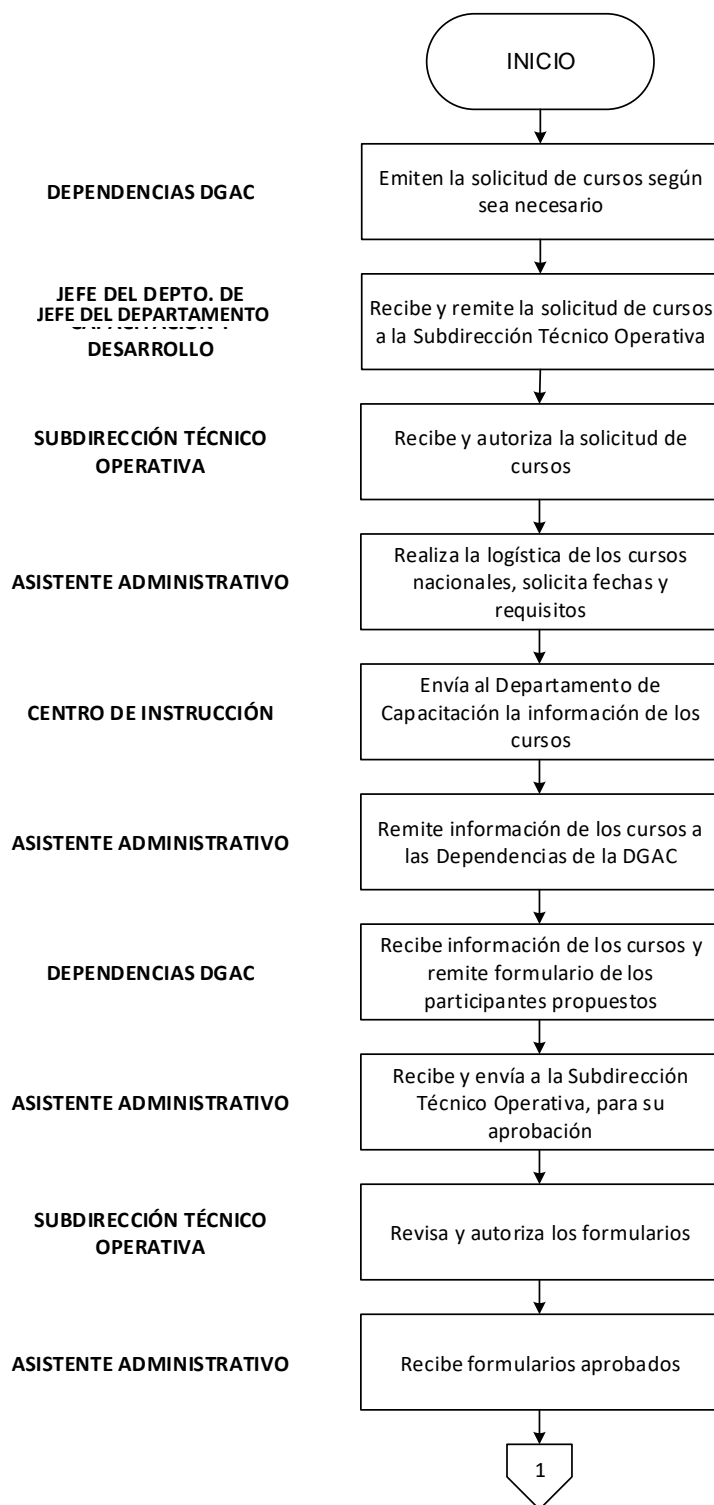 INICIO
DEPENDENCIAS DGAC
Emiten la solicitud de cursos según
sea necesario
JEFE DEL DEPTO. DE
JEFE DEL DEPARTAMENTO
DESARROLLO
Recibe y remite la solicitud de cursos
a la Subdirección Técnico Operativa
SUBDIRECCIÓN TÉCNICO
OPERATIVA
Recibe y autoriza la solicitud de
cursos
ASISTENTE ADMINISTRATIVO
Realiza la logística de los cursos
nacionales, solicita fechas y
requisitos
CENTRO DE INSTRUCCIÓN
Envía al Departamento de
Capacitación la información de los
cursos
ASISTENTE ADMINISTRATIVO
Remite información de los cursos a
las Dependencias de la DGAC
DEPENDENCIAS DGAC
Recibe información de los cursos y
remite formulario de los
participantes propuestos
ASISTENTE ADMINISTRATIVO
Recibe y envía a la Subdirección
Técnico Operativa, para su
aprobación
SUBDIRECCIÓN TÉCNICO
OPERATIVA
Revisa y autoriza los formularios
ASISTENTE ADMINISTRATIVO
Recibe formularios aprobados
1